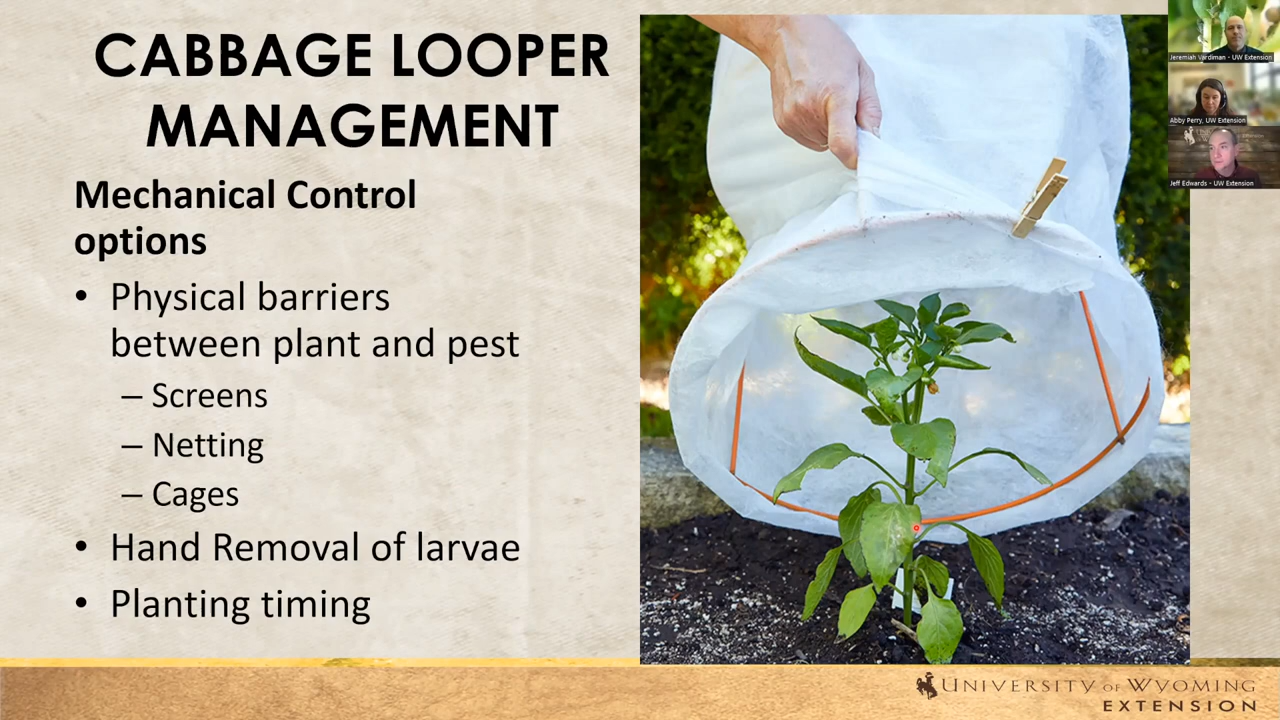 CABBAGE LOOPER
MANAGEMENT
Mechanical Control
options
• Physical barriers
between plant and pest
– Screens
– Netting
– Cages
• Hand Removal of larvae
• Planting timing
Jeremiah Vardiman - UW Extension
Abby Perry, UW Extension
Jeff Edwards - UW Extension
UNIVERSITY OF WYOMING
EXTENSION